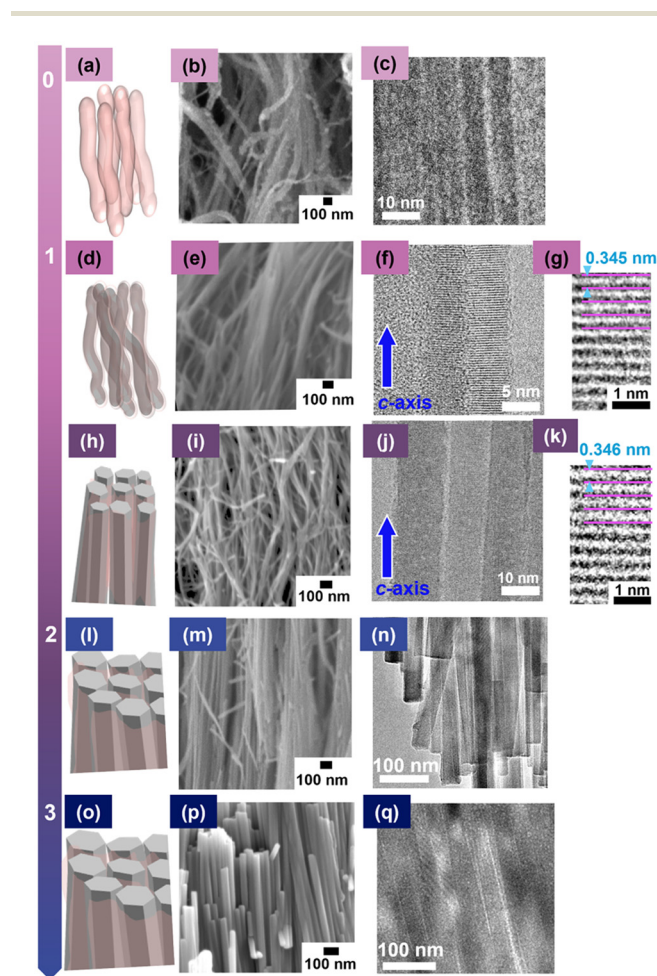 0
(a)
(b)
(c)
100 nm
10 nm
1
(d)
(e)
(f)
(g)
0.345 nm
c-axis
100 nm
5 nm
1 nm
(h)
(i)
(j)
(k)
0.346 nm
c-axis
100 nm
10 nm
1 nm
2
(l)
(m)
(n)
100 nm
100 nm
3
(o)
(p)
(q)
100 nm
100 nm